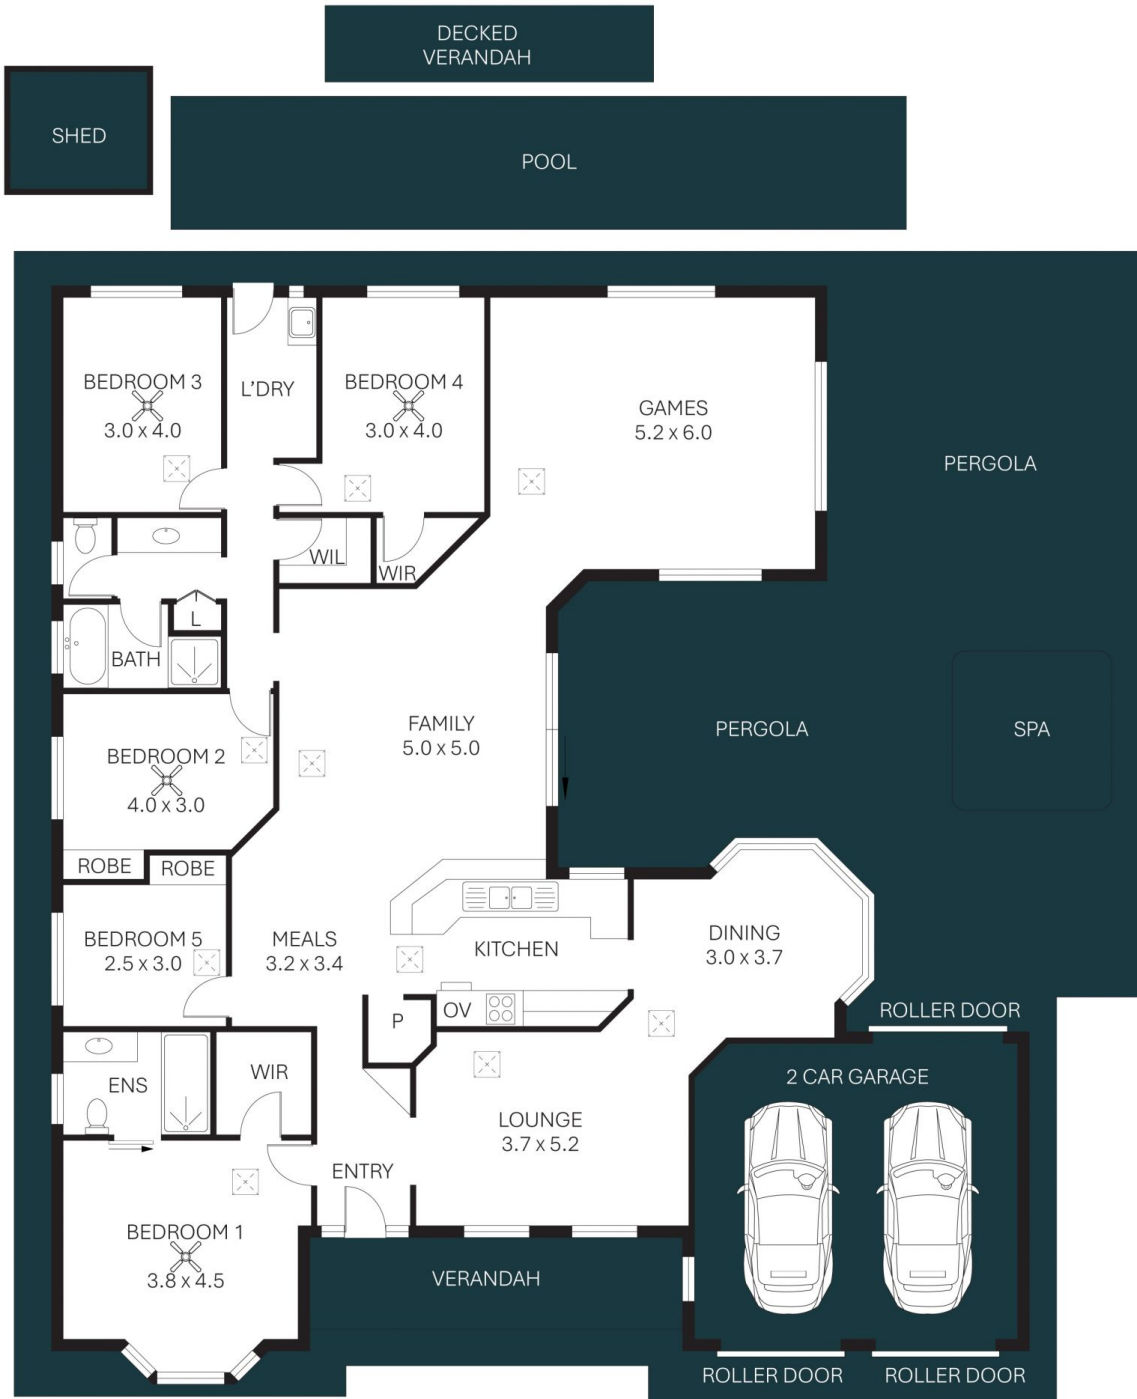 DECKED
VERANDAH
SHED
POOL
BEDROOM 3
3.0 x 4.0
L'DRY
BEDROOM 4
3.0 x 4.0
GAMES
5.2 x 6.0
PERGOLA
WIL
WIR
L
BATH
FAMILY
5.0 x 5.0
PERGOLA
SPA
BEDROOM 2
4.0 x 3.0
ROBE
ROBE
BEDROOM 5
2.5 x 3.0
MEALS
3.2 x 3.4
KITCHEN
DINING
3.0 x 3.7
P
OV
ROLLER DOOR
ENS
WIR
2 CAR GARAGE
LOUNGE
3.7 x 5.2
ENTRY
BEDROOM 1
3.8 x 4.5
VERANDAH
ROLLER DOOR
ROLLER DOOR